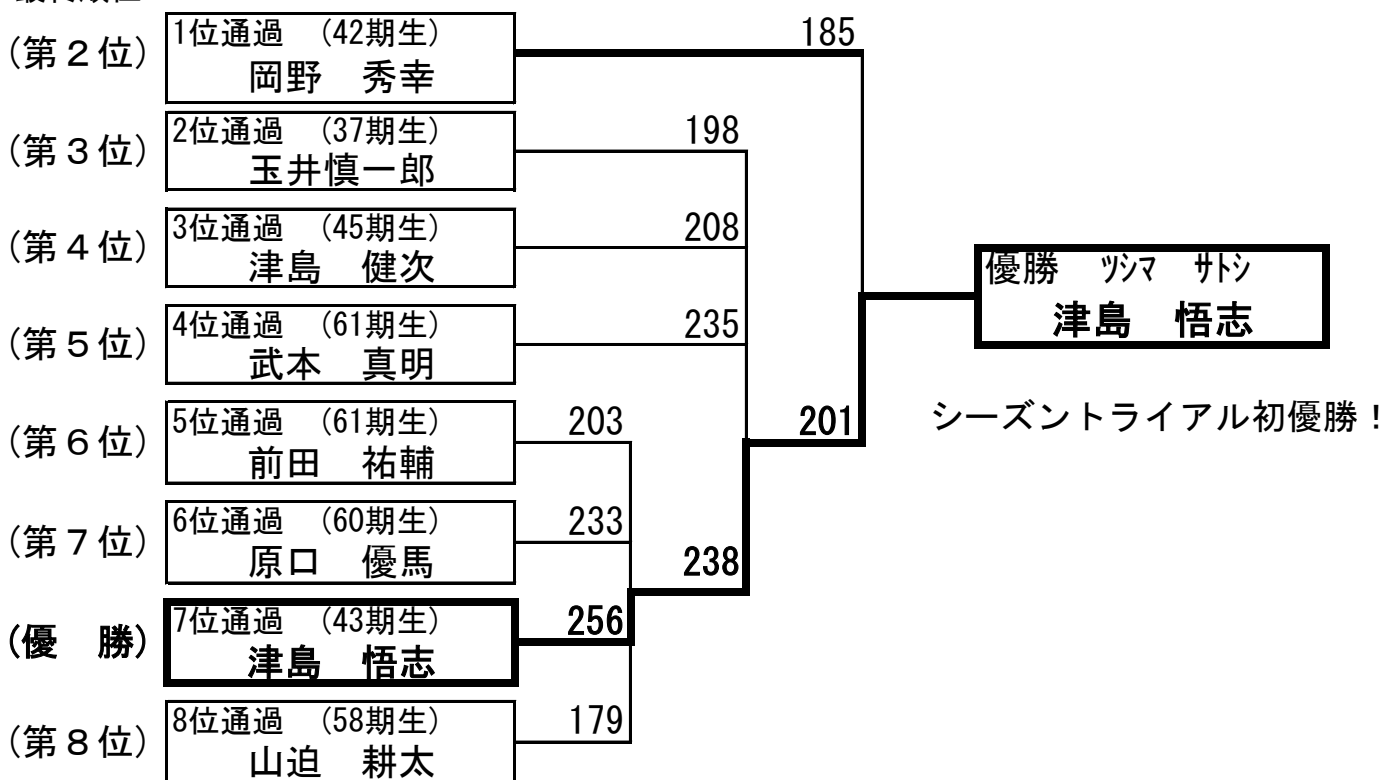 (第２位)
1位通過 (42期生)
岡野 秀幸
185
(第３位)
2位通過 (37期生)
玉井慎一郎
198
(第４位)
3位通過 (45期生)
津島 健次
208
(第５位)
4位通過 (61期生)
武本 真明
235
(第６位)
5位通過 (61期生)
前田 祐輔
203
(第７位)
6位通過 (60期生)
原口 優馬
233
(優 勝)
7位通過 (43期生)
津島 悟志
256
(第８位)
8位通過 (58期生)
山迫 耕太
179
238
201
優勝 ﾂｼﾏ ｻﾄｼ
津島 悟志
シーズントライアル初優勝！